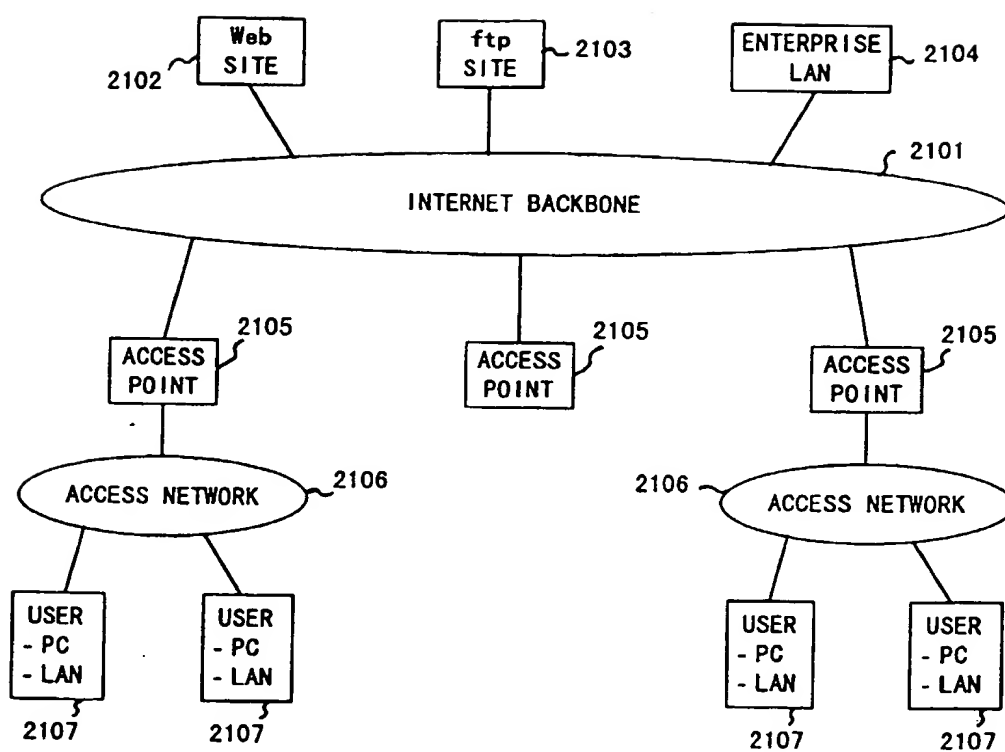 Web
SITE
2102
ftp
SITE
2103
ENTERPRISE
LAN
2104
2101
INTERNET BACKBONE
2105
ACCESS
POINT
2105
ACCESS
POINT
2105
ACCESS
POINT
2106
ACCESS NETWORK
2106
ACCESS NETWORK
USER
- PC
- LAN
2107
USER
- PC
- LAN
2107
USER
- PC
- LAN
2107
USER
- PC
- LAN
2107